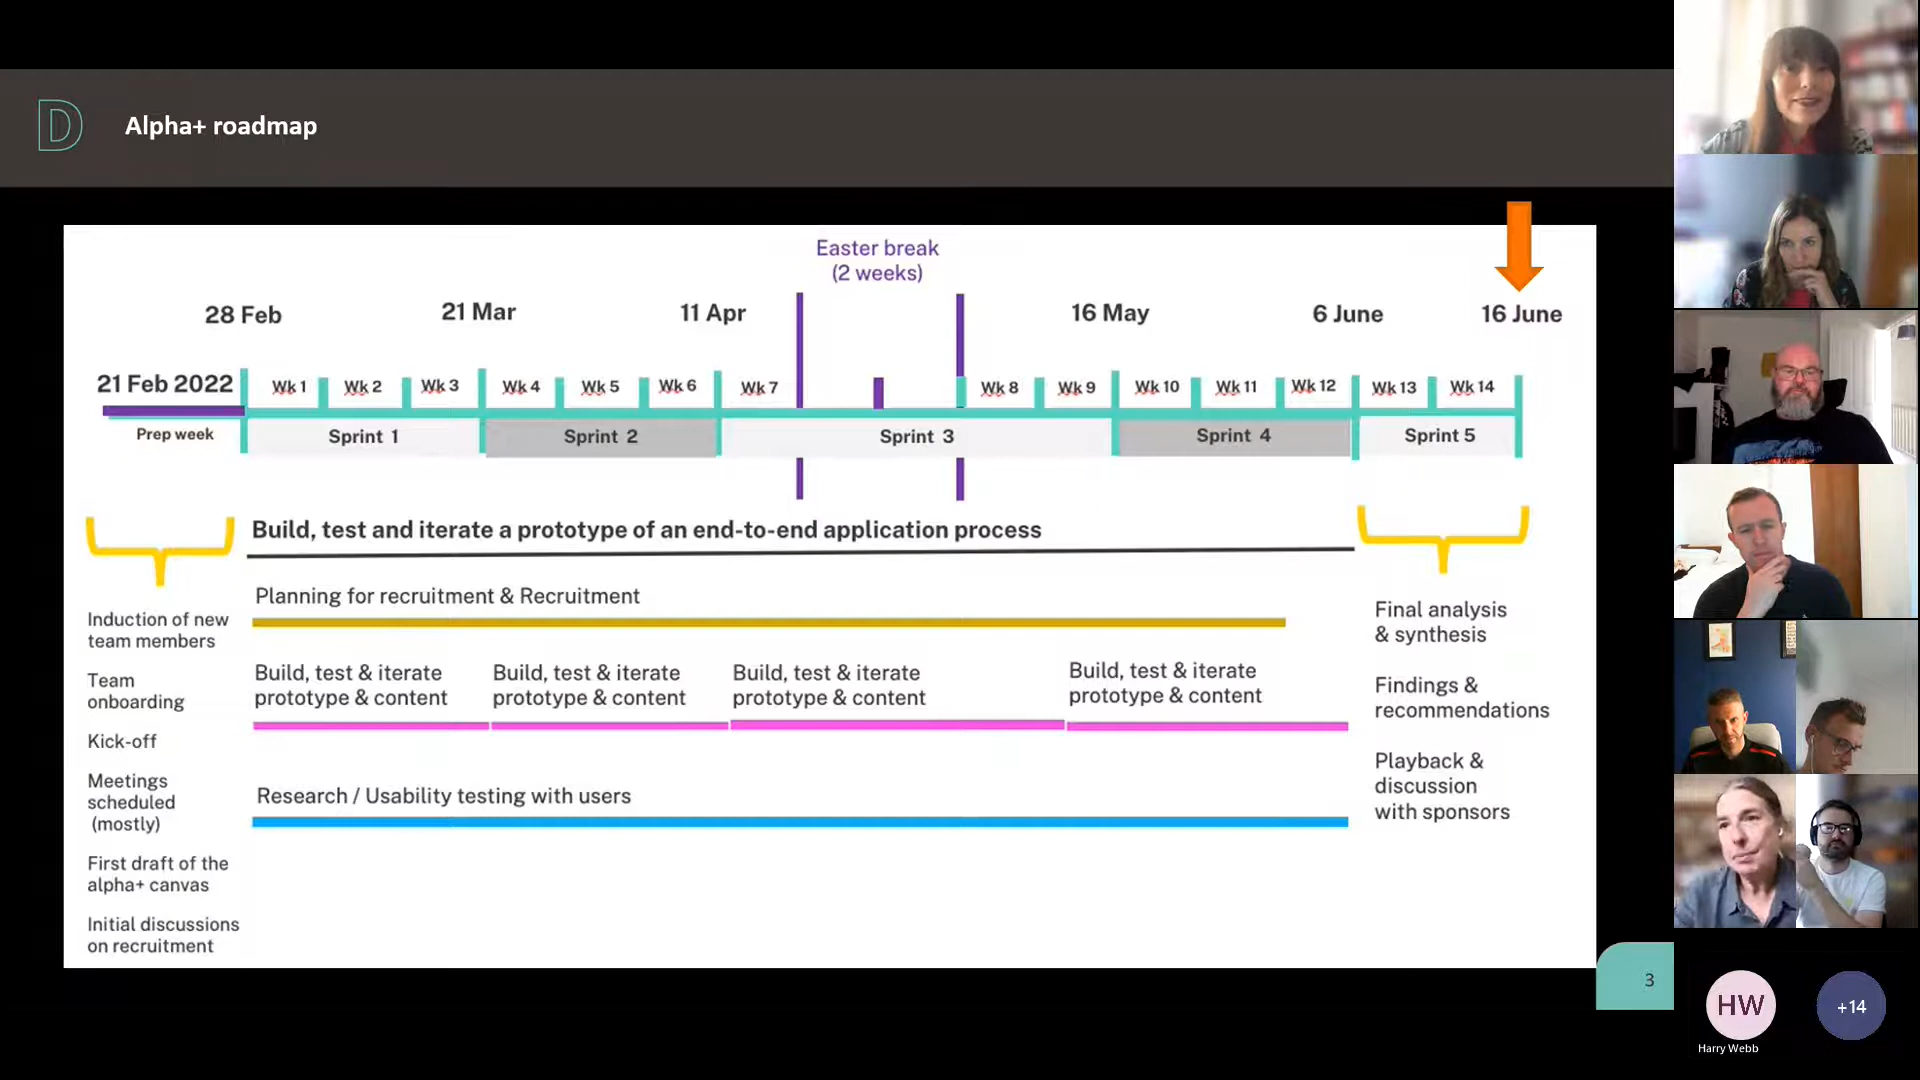 D
Alpha+ roadmap
Easter break
(2 weeks)
28 Feb
21 Mar
11 Apr
16 May
6 June
16 June
21 Feb 2022
Wk 1
Wk 2
Wk 3
Wk 4
Wk 5
Wk 6
Wk 7
Wk 8
Wk 9
Wk 10
Wk 11
Wk 12
Wk 13
Wk 14
Prep week
Sprint 1
Sprint 2
Sprint 3
Sprint 4
Sprint 5
Induction of new
team members
Team
onboarding
Kick-off
Meetings
scheduled
(mostly)
First draft of the
alpha+ canvas
Initial discussions
on recruitment
Build, test and iterate a prototype of an end-to-end application process
Planning for recruitment & Recruitment
Build, test & iterate
prototype & content
Build, test & iterate
prototype & content
Build, test & iterate
prototype & content
Build, test & iterate
prototype & content
Research / Usability testing with users
Final analysis
& synthesis
Findings &
recommendations
Playback &
discussion
with sponsors
3
HW
Harry Webb
+14